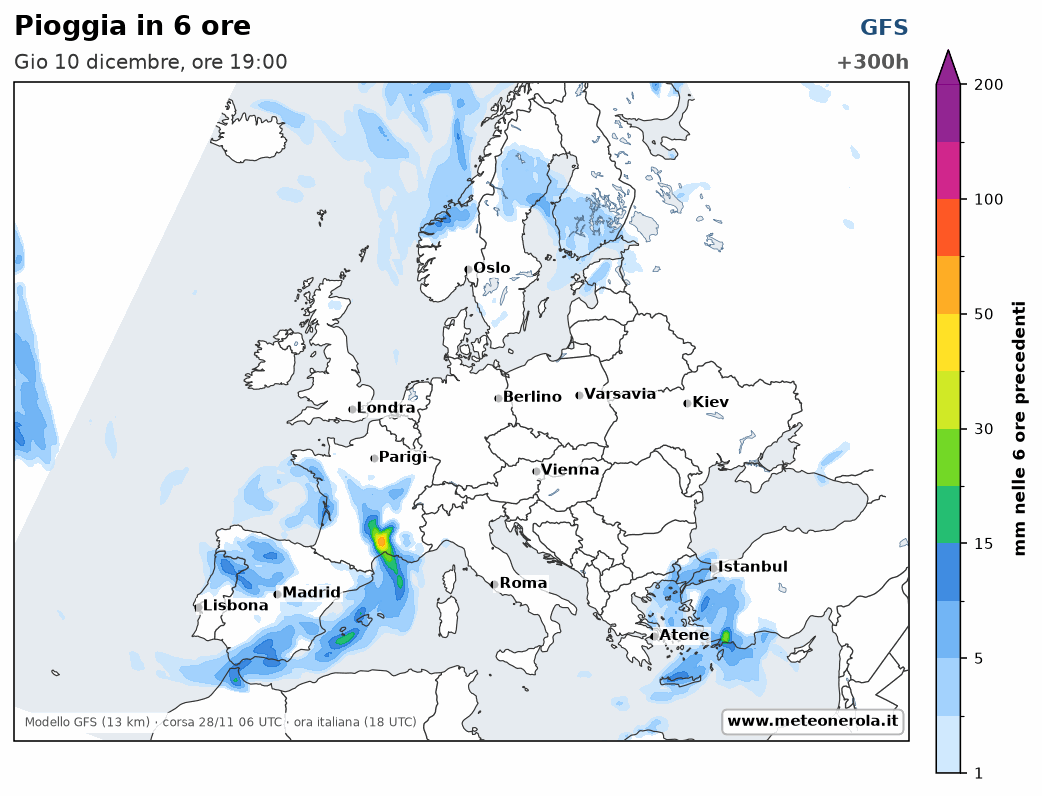 Pioggia in 6 ore
GFS
Gio 10 dicembre, ore 19:00
+300h
200
100
50
30
15
5
1
mm nelle 6 ore precedenti
Oslo
Berlino
Varsavia
Kiev
Londra
Parigi
Vienna
Istanbul
Roma
Madrid
Lisbona
Atene
Modello GFS (13 km) · corsa 28/11 06 UTC · ora italiana (18 UTC)
www.meteonerola.it